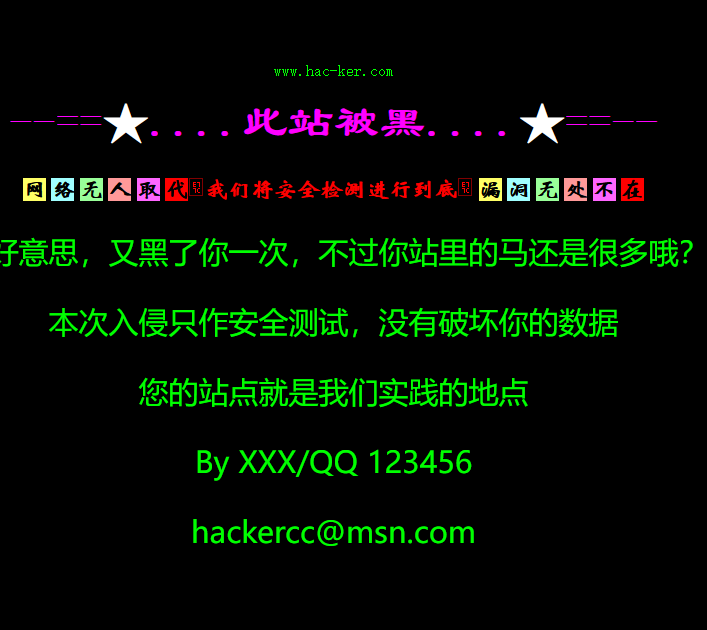 www.hac-ker.com
——==★....此站被黑....★==——
网络无人取代 我们将安全检测进行到底 漏洞无处不在
好意思，又黑了你一次，不过你站里的马还是很多哦？
本次入侵只作安全测试，没有破坏你的数据
您的站点就是我们实践的地点
By XXX/QQ 123456
hackercc@msn.com